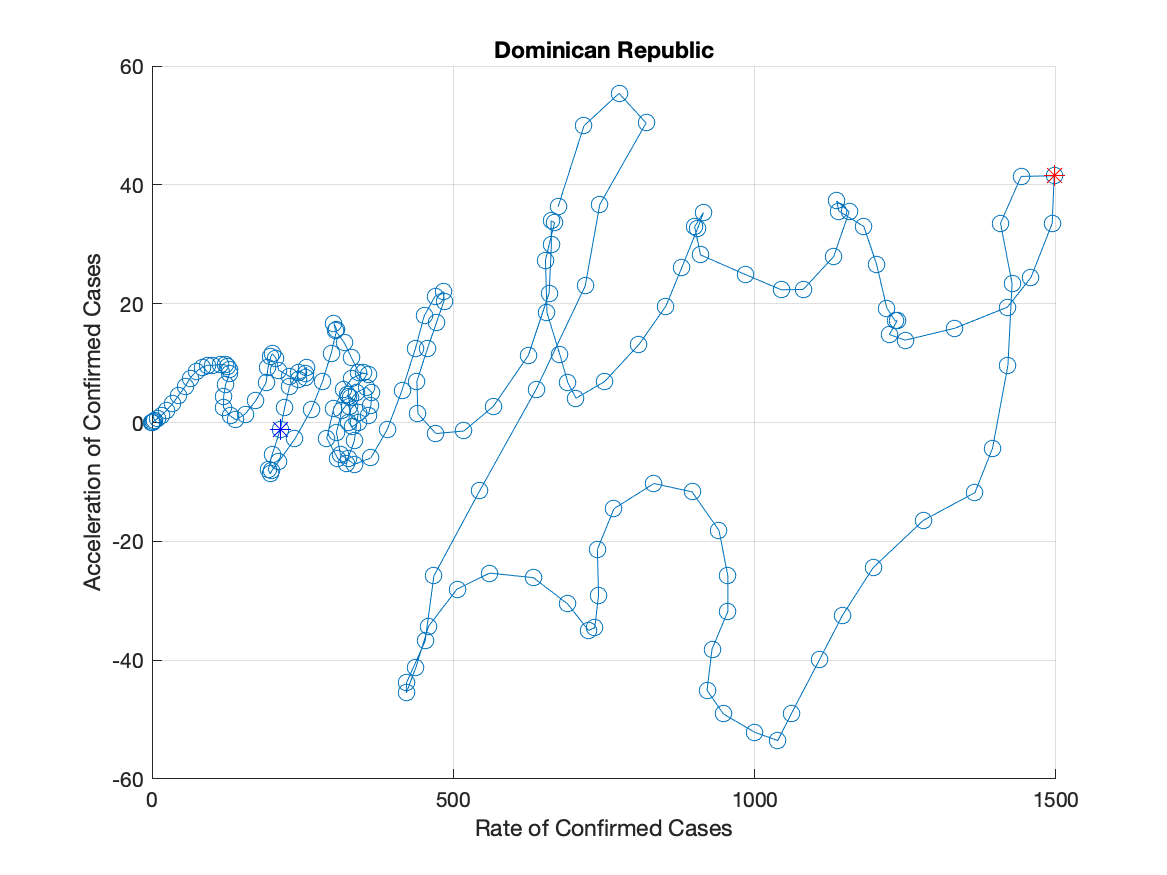 Dominican Republic
60
40
20
0
-20
-40
-60
Acceleration of Confirmed Cases
0 500 1000 1500
Rate of Confirmed Cases